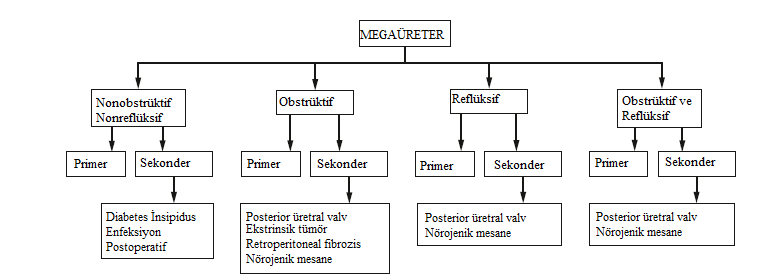 MEGAÜRETER
Nonobstrüktif
Nonreflüksif
Obstrüktif
Reflüksif
Obstrüktif ve
Reflüksif
Primer
Sekonder
Primer
Sekonder
Primer
Sekonder
Primer
Sekonder
Diabetes İnsipidus
Enfeksiyon
Postoperatif
Posterior üretral valv
Ekstrinsik tümör
Retroperitoneal fibrozis
Nörojenik mesane
Posterior üretral valv
Nörojenik mesane
Posterior üretral valv
Nörojenik mesane